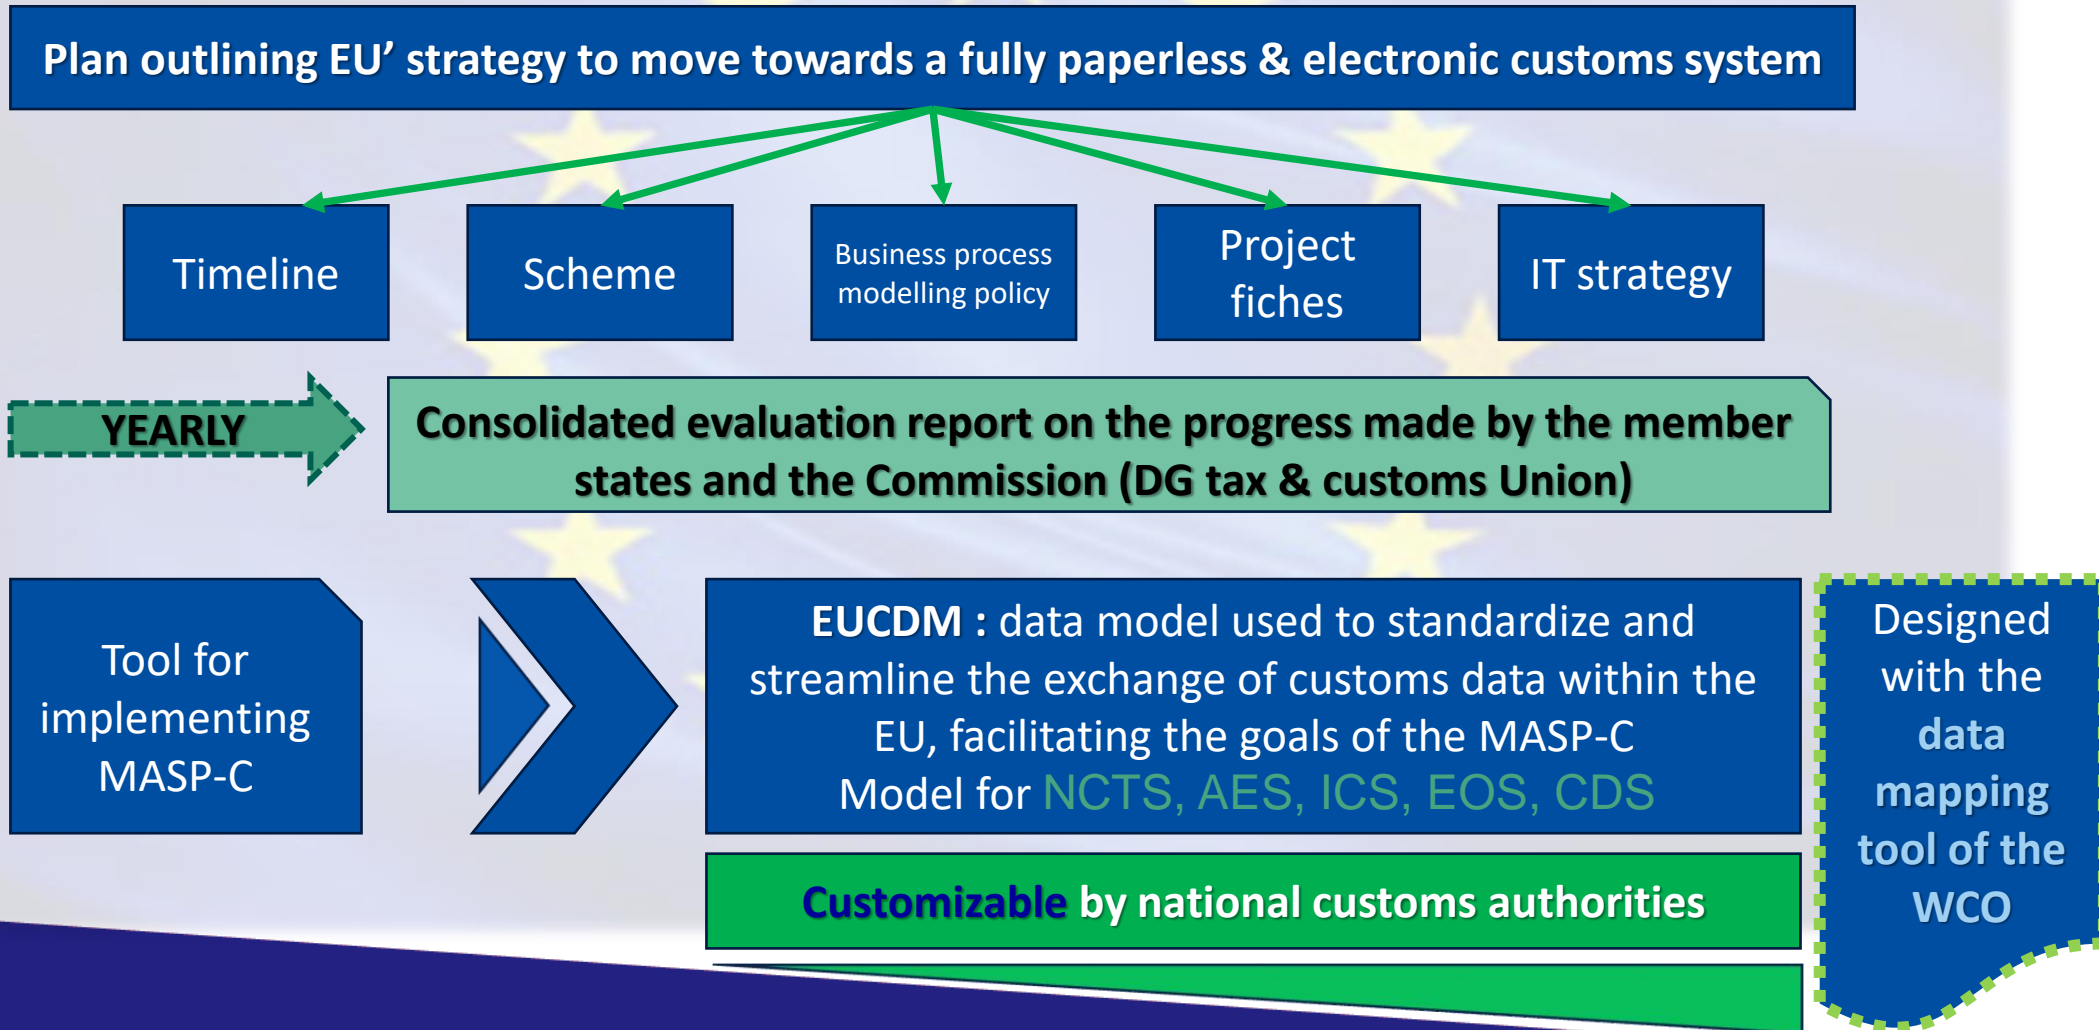 Plan outlining EU’ strategy to move towards a fully paperless & electronic customs system
Timeline
Scheme
Business process
modelling policy
Project
fiches
IT strategy
YEARLY
Consolidated evaluation report on the progress made by the member
states and the Commission (DG tax & customs Union)
Tool for
implementing
MASP-C
EUCDM : data model used to standardize and
streamline the exchange of customs data within the
EU, facilitating the goals of the MASP-C
Model for NCTS, AES, ICS, EOS, CDS
Customizable by national customs authorities
Designed
with the
data
mapping
tool of the
WCO